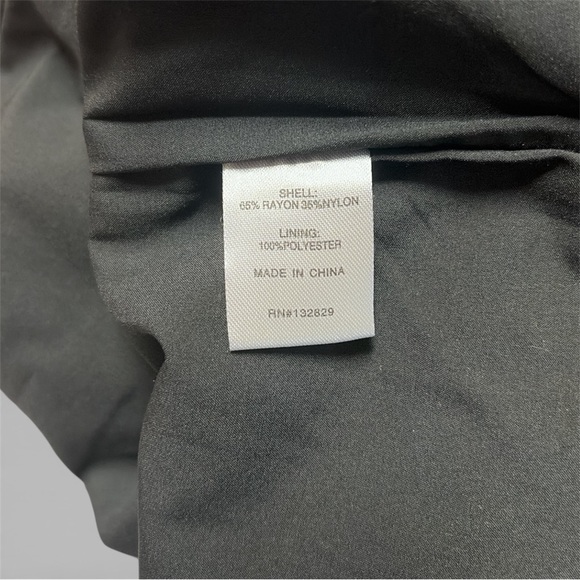 SHELL:
65% RAYON 35%NYLON
LINING:
100%POLYESTER
MADE IN CHINA
RN#132829